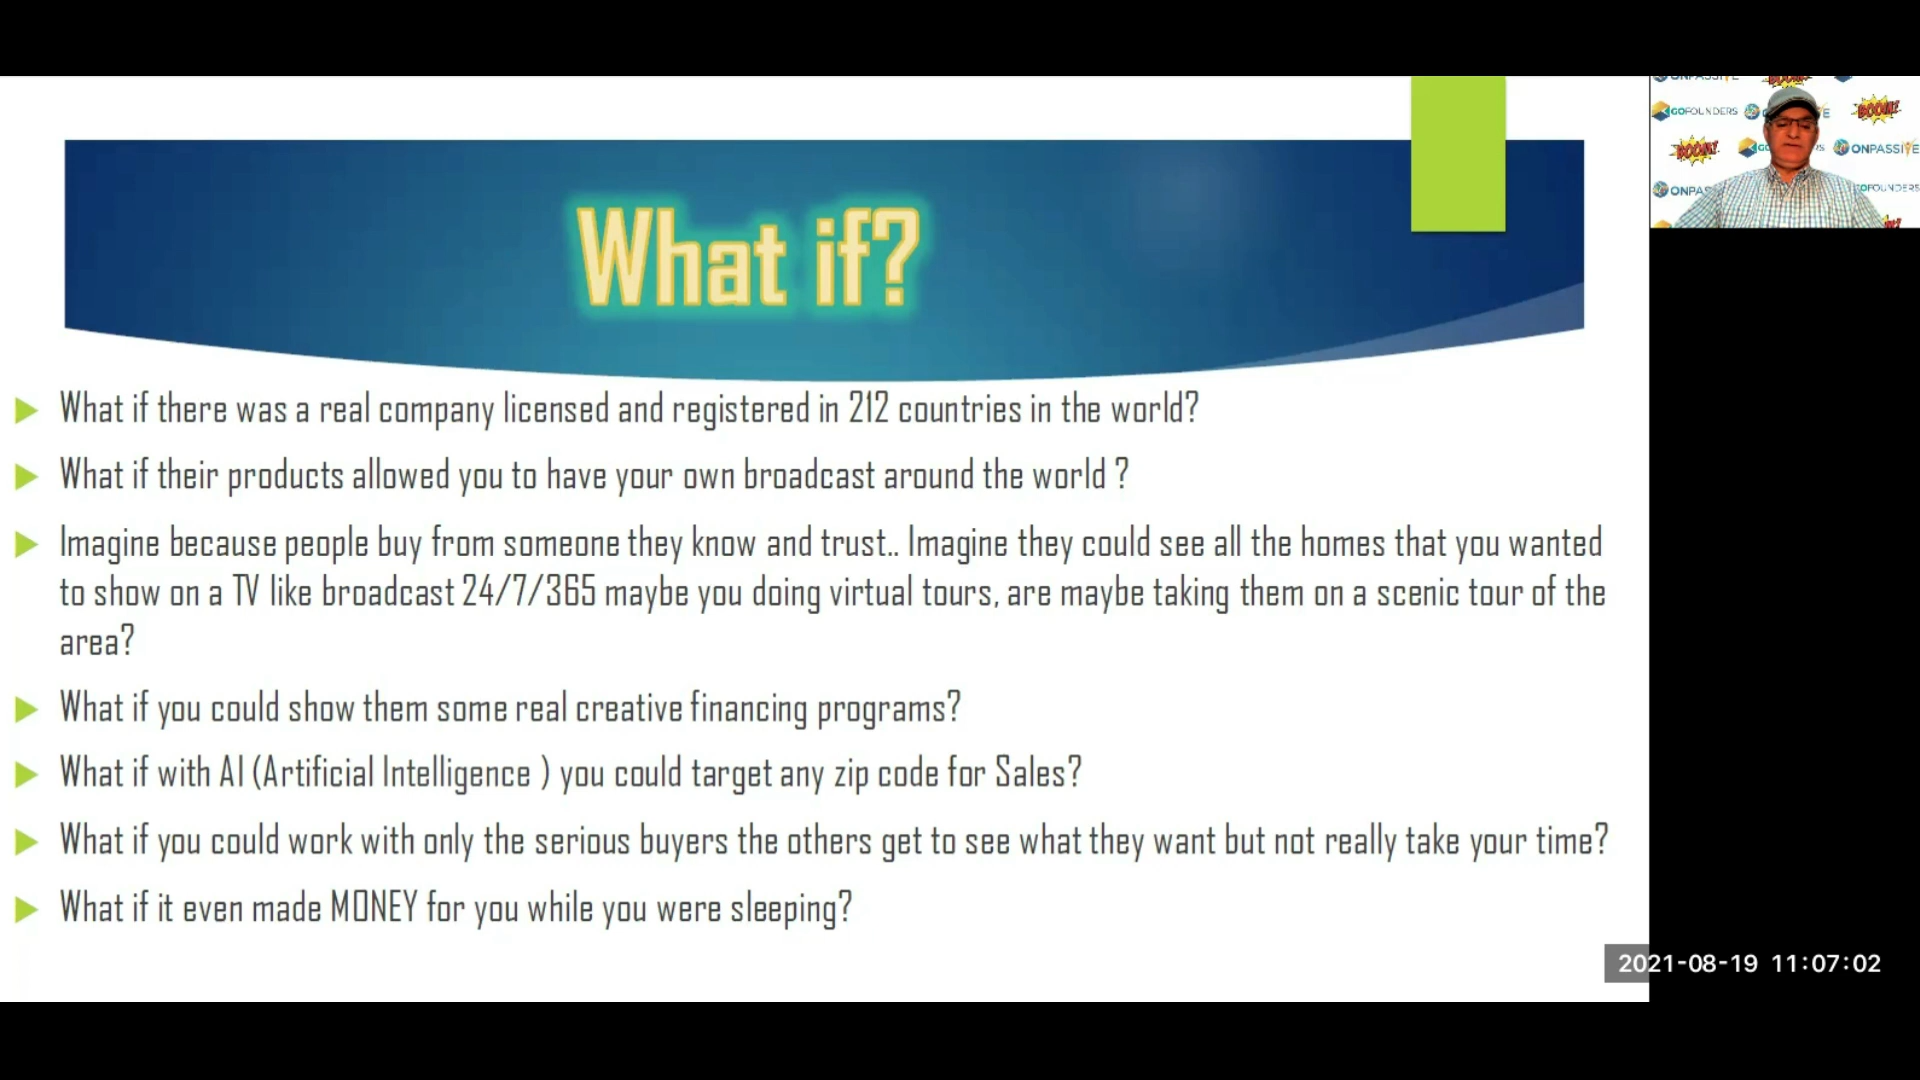 What if?
What if there was a real company licensed and registered in 212 countries in the world?
What if their products allowed you to have your own broadcast around the world ?
Imagine because people buy from someone they know and trust.. Imagine they could see all the homes that you wanted
to show on a TV like broadcast 24/7/365 maybe you doing virtual tours, are maybe taking them on a scenic tour of the
area?
What if you could show them some real creative financing programs?
What if with AI (Artificial Intelligence ) you could target any zip code for Sales?
What if you could work with only the serious buyers the others get to see what they want but not really take your time?
What if it even made MONEY for you while you were sleeping?
GOFOUNDERS
BOOM!
BOOM!
ONPASSIVE
2021-08-19 11:07:02